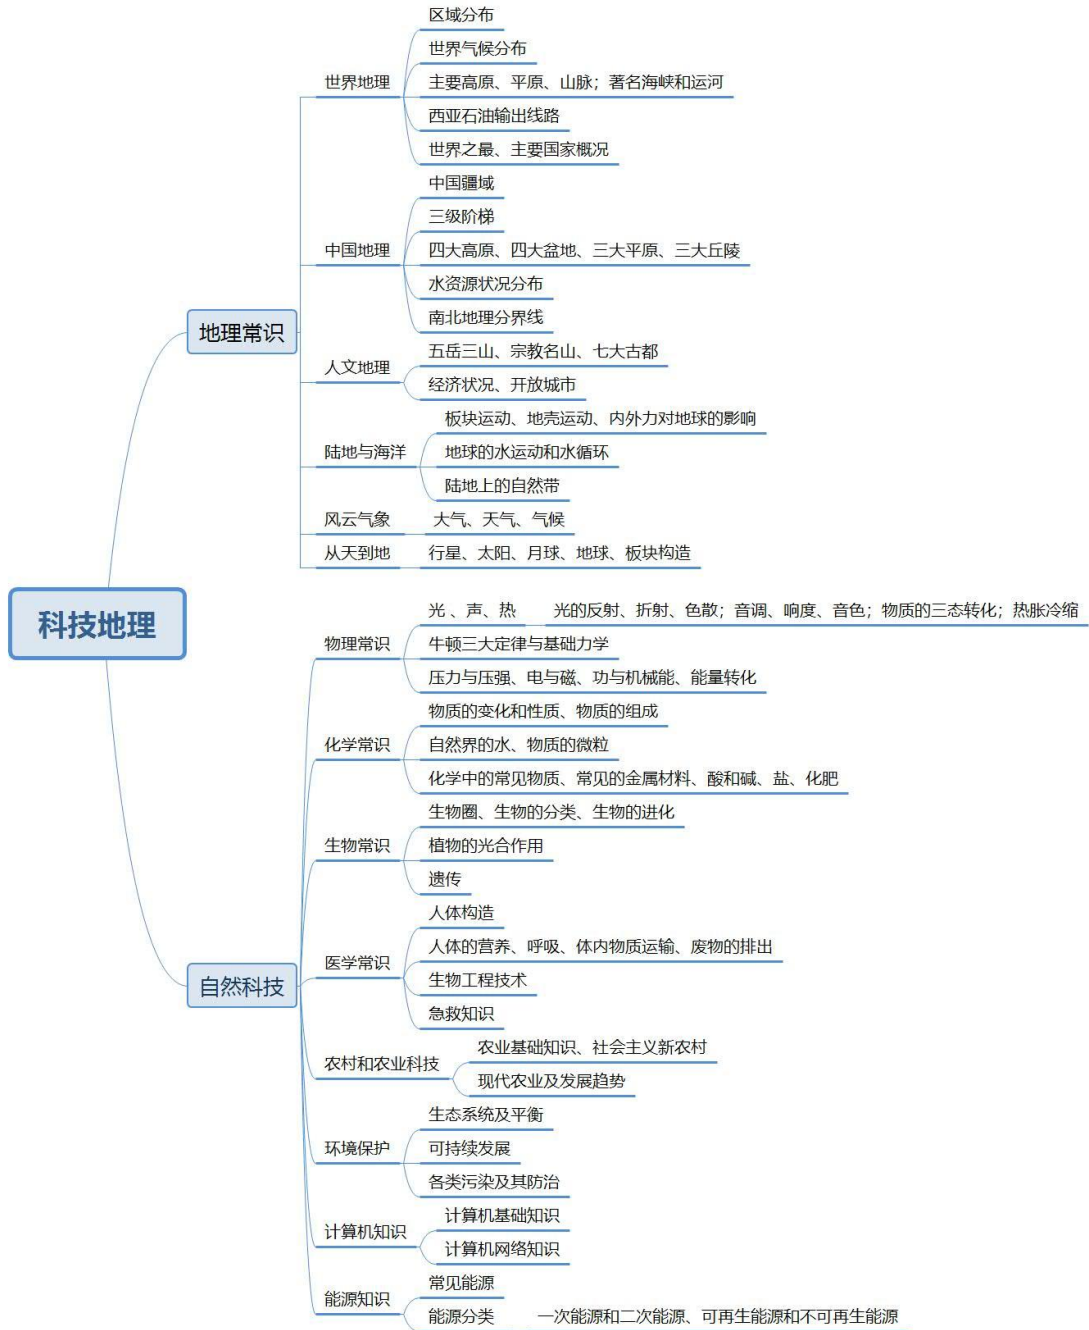 科技地理
地理常识
世界地理
区域分布
世界气候分布
主要高原、平原、山脉；著名海峡和运河
西亚石油输出线路
世界之最、主要国家概况
中国地理
中国疆域
三级阶梯
四大高原、四大盆地、三大平原、三大丘陵
水资源状况分布
南北地理分界线
人文地理
五岳三山、宗教名山、七大古都
经济状况、开放城市
陆地与海洋
板块运动、地壳运动、内外力对地球的影响
地球的水运动和水循环
陆地上的自然带
风云气象
大气、天气、气候
从天到地
行星、太阳、月球、地球、板块构造
自然科技
物理常识
光 、声、热
光的反射、折射、色散；音调、响度、音色；物质的三态转化；热胀冷缩
牛顿三大定律与基础力学
压力与压强、电与磁、功与机械能、能量转化
化学常识
物质的变化和性质、物质的组成
自然界的水、物质的微粒
化学中的常见物质、常见的金属材料、酸和碱、盐、化肥
生物常识
生物圈、生物的分类、生物的进化
植物的光合作用
遗传
医学常识
人体构造
人体的营养、呼吸、体内物质运输、废物的排出
生物工程技术
急救知识
农村和农业科技
农业基础知识、社会主义新农村
现代农业及发展趋势
环境保护
生态系统及平衡
可持续发展
各类污染及其防治
计算机知识
计算机基础知识
计算机网络知识
能源知识
常见能源
能源分类
一次能源和二次能源、可再生能源和不可再生能源